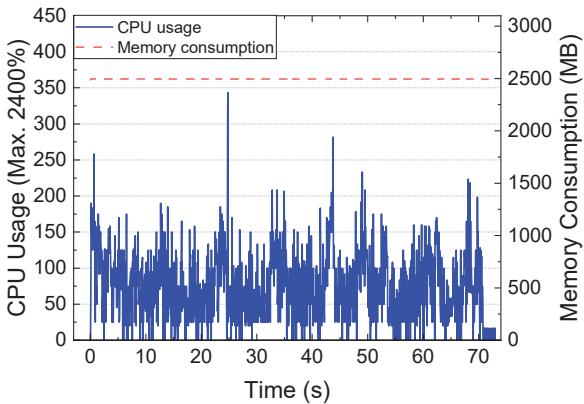 CPU usage
Memory consumption
CPU Usage (Max. 2400%)
450
400
350
300
250
200
150
100
50
0
3000
2500
2000
1500
1000
500
0
Memory Consumption (MB)
0 10 20 30 40 50 60 70
Time (s)